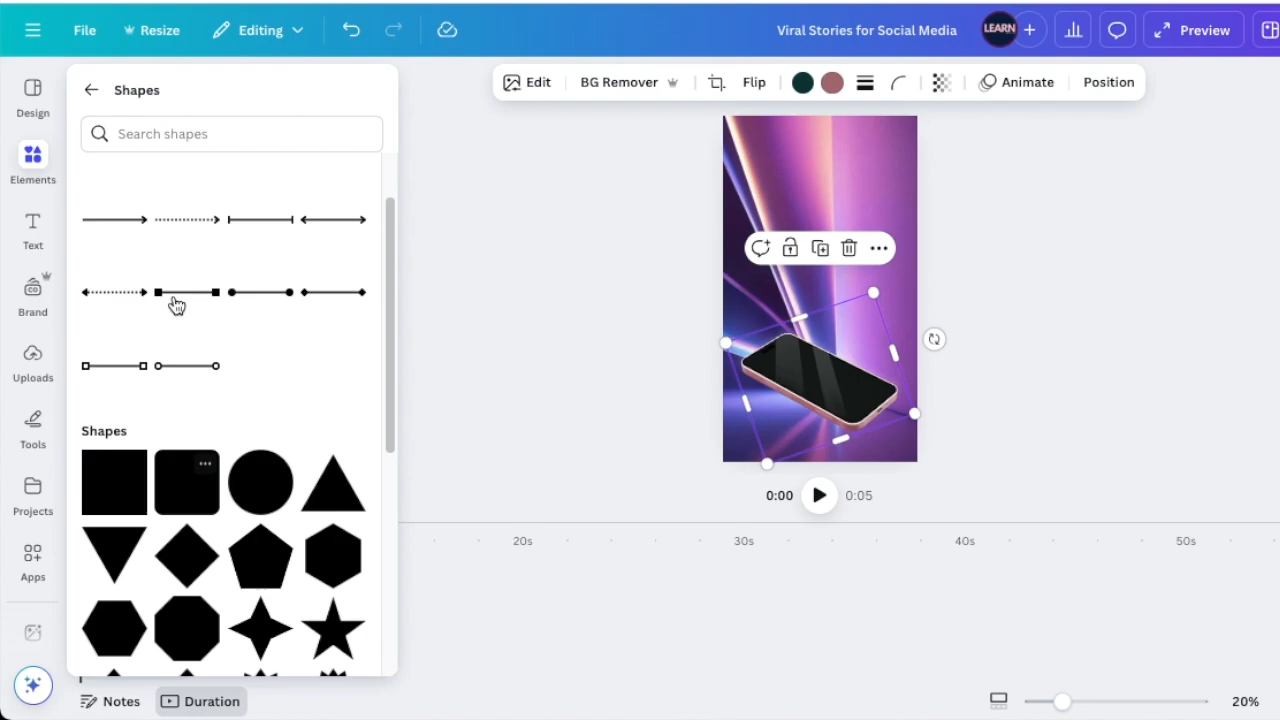 File
Resize
Editing
Viral Stories for Social Media
LEARN
Preview
Shapes
Search shapes
Design
Elements
Text
Brand
Uploads
Tools
Projects
Apps
Edit
BG Remover
Flip
Animate
Position
Shapes
0:00
0:05
20s
30s
40s
50s
Notes
Duration
20%